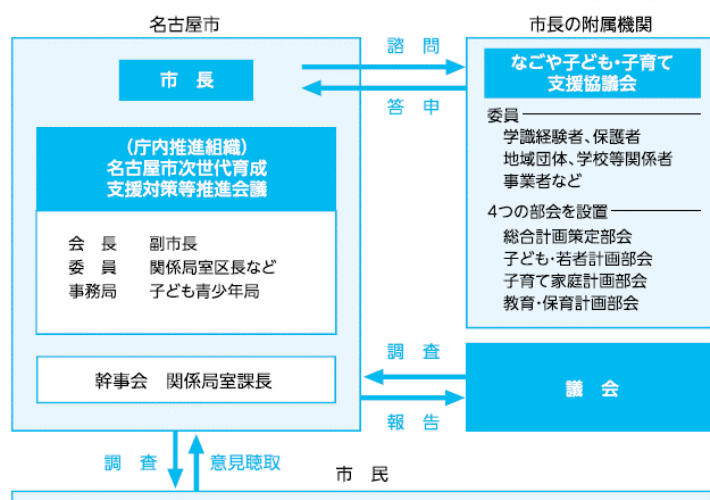 名古屋市
市長
(庁内推進組織)
名古屋市次世代育成
支援対策等推進会議
会 長 副市長
委 員 関係局室区長など
事務局 子ども青少年局
幹事会 関係局室課長
諮 問
答 申
市長の附属機関
なごや子ども・子育て
支援協議会
委員
学識経験者、保護者
地域団体、学校等関係者
事業者など
4つの部会を設置
総合計画策定部会
子ども・若者計画部会
子育て家庭計画部会
教育・保育計画部会
調 査
報 告
議 会
調 査
意見聴取
市 民